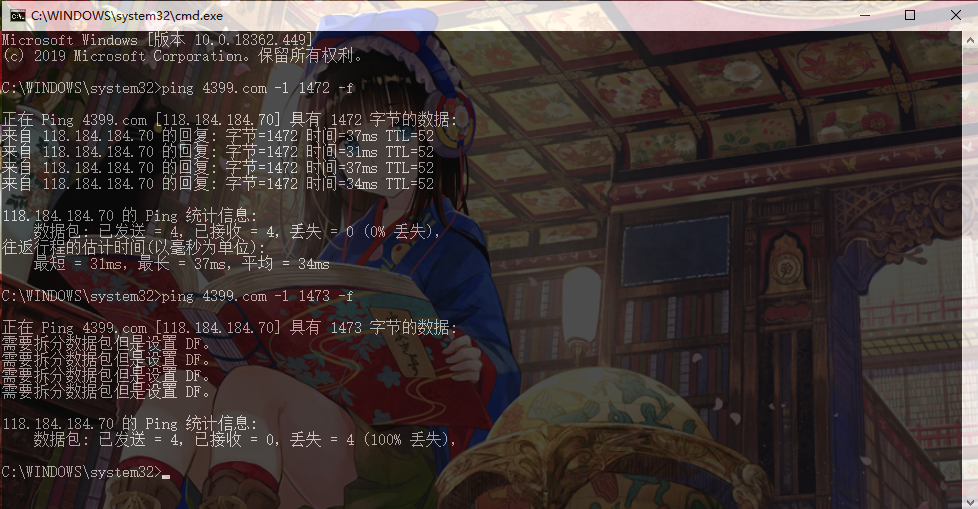 C:\WINDOWS\system32\cmd.exe
Microsoft Windows [版本 10.0.18362.449]
(c) 2019 Microsoft Corporation。保留所有权利。
C:\WINDOWS\system32>ping 4399.com -l 1472 -f
正在 Ping 4399.com [118.184.184.70] 具有 1472 字节的数据:
来自 118.184.184.70 的回复: 字节=1472 时间=37ms TTL=52
来自 118.184.184.70 的回复: 字节=1472 时间=31ms TTL=52
来自 118.184.184.70 的回复: 字节=1472 时间=37ms TTL=52
来自 118.184.184.70 的回复: 字节=1472 时间=34ms TTL=52
118.184.184.70 的 Ping 统计信息:
数据包: 已发送 = 4，已接收 = 4，丢失 = 0 (0% 丢失)，
往返行程的估计时间(以毫秒为单位):
最短 = 31ms，最长 = 37ms，平均 = 34ms
C:\WINDOWS\system32>ping 4399.com -l 1473 -f
正在 Ping 4399.com [118.184.184.70] 具有 1473 字节的数据:
需要拆分数据包但是设置 DF。
需要拆分数据包但是设置 DF。
需要拆分数据包但是设置 DF。
需要拆分数据包但是设置 DF。
118.184.184.70 的 Ping 统计信息:
数据包: 已发送 = 4，已接收 = 0，丢失 = 4 (100% 丢失)，
C:\WINDOWS\system32>